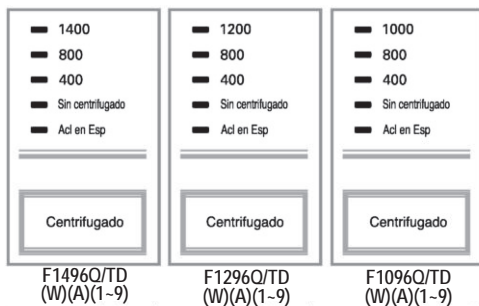 1400
800
400
Sin centrifugado
Acl en Esp
Centrifugado
F1496Q/TD
(W)(A)(1~9)
1200
800
400
Sin centrifugado
Acl en Esp
Centrifugado
F1296Q/TD
(W)(A)(1~9)
1000
800
400
Sin centrifugado
Acl en Esp
Centrifugado
F1096Q/TD
(W)(A)(1~9)